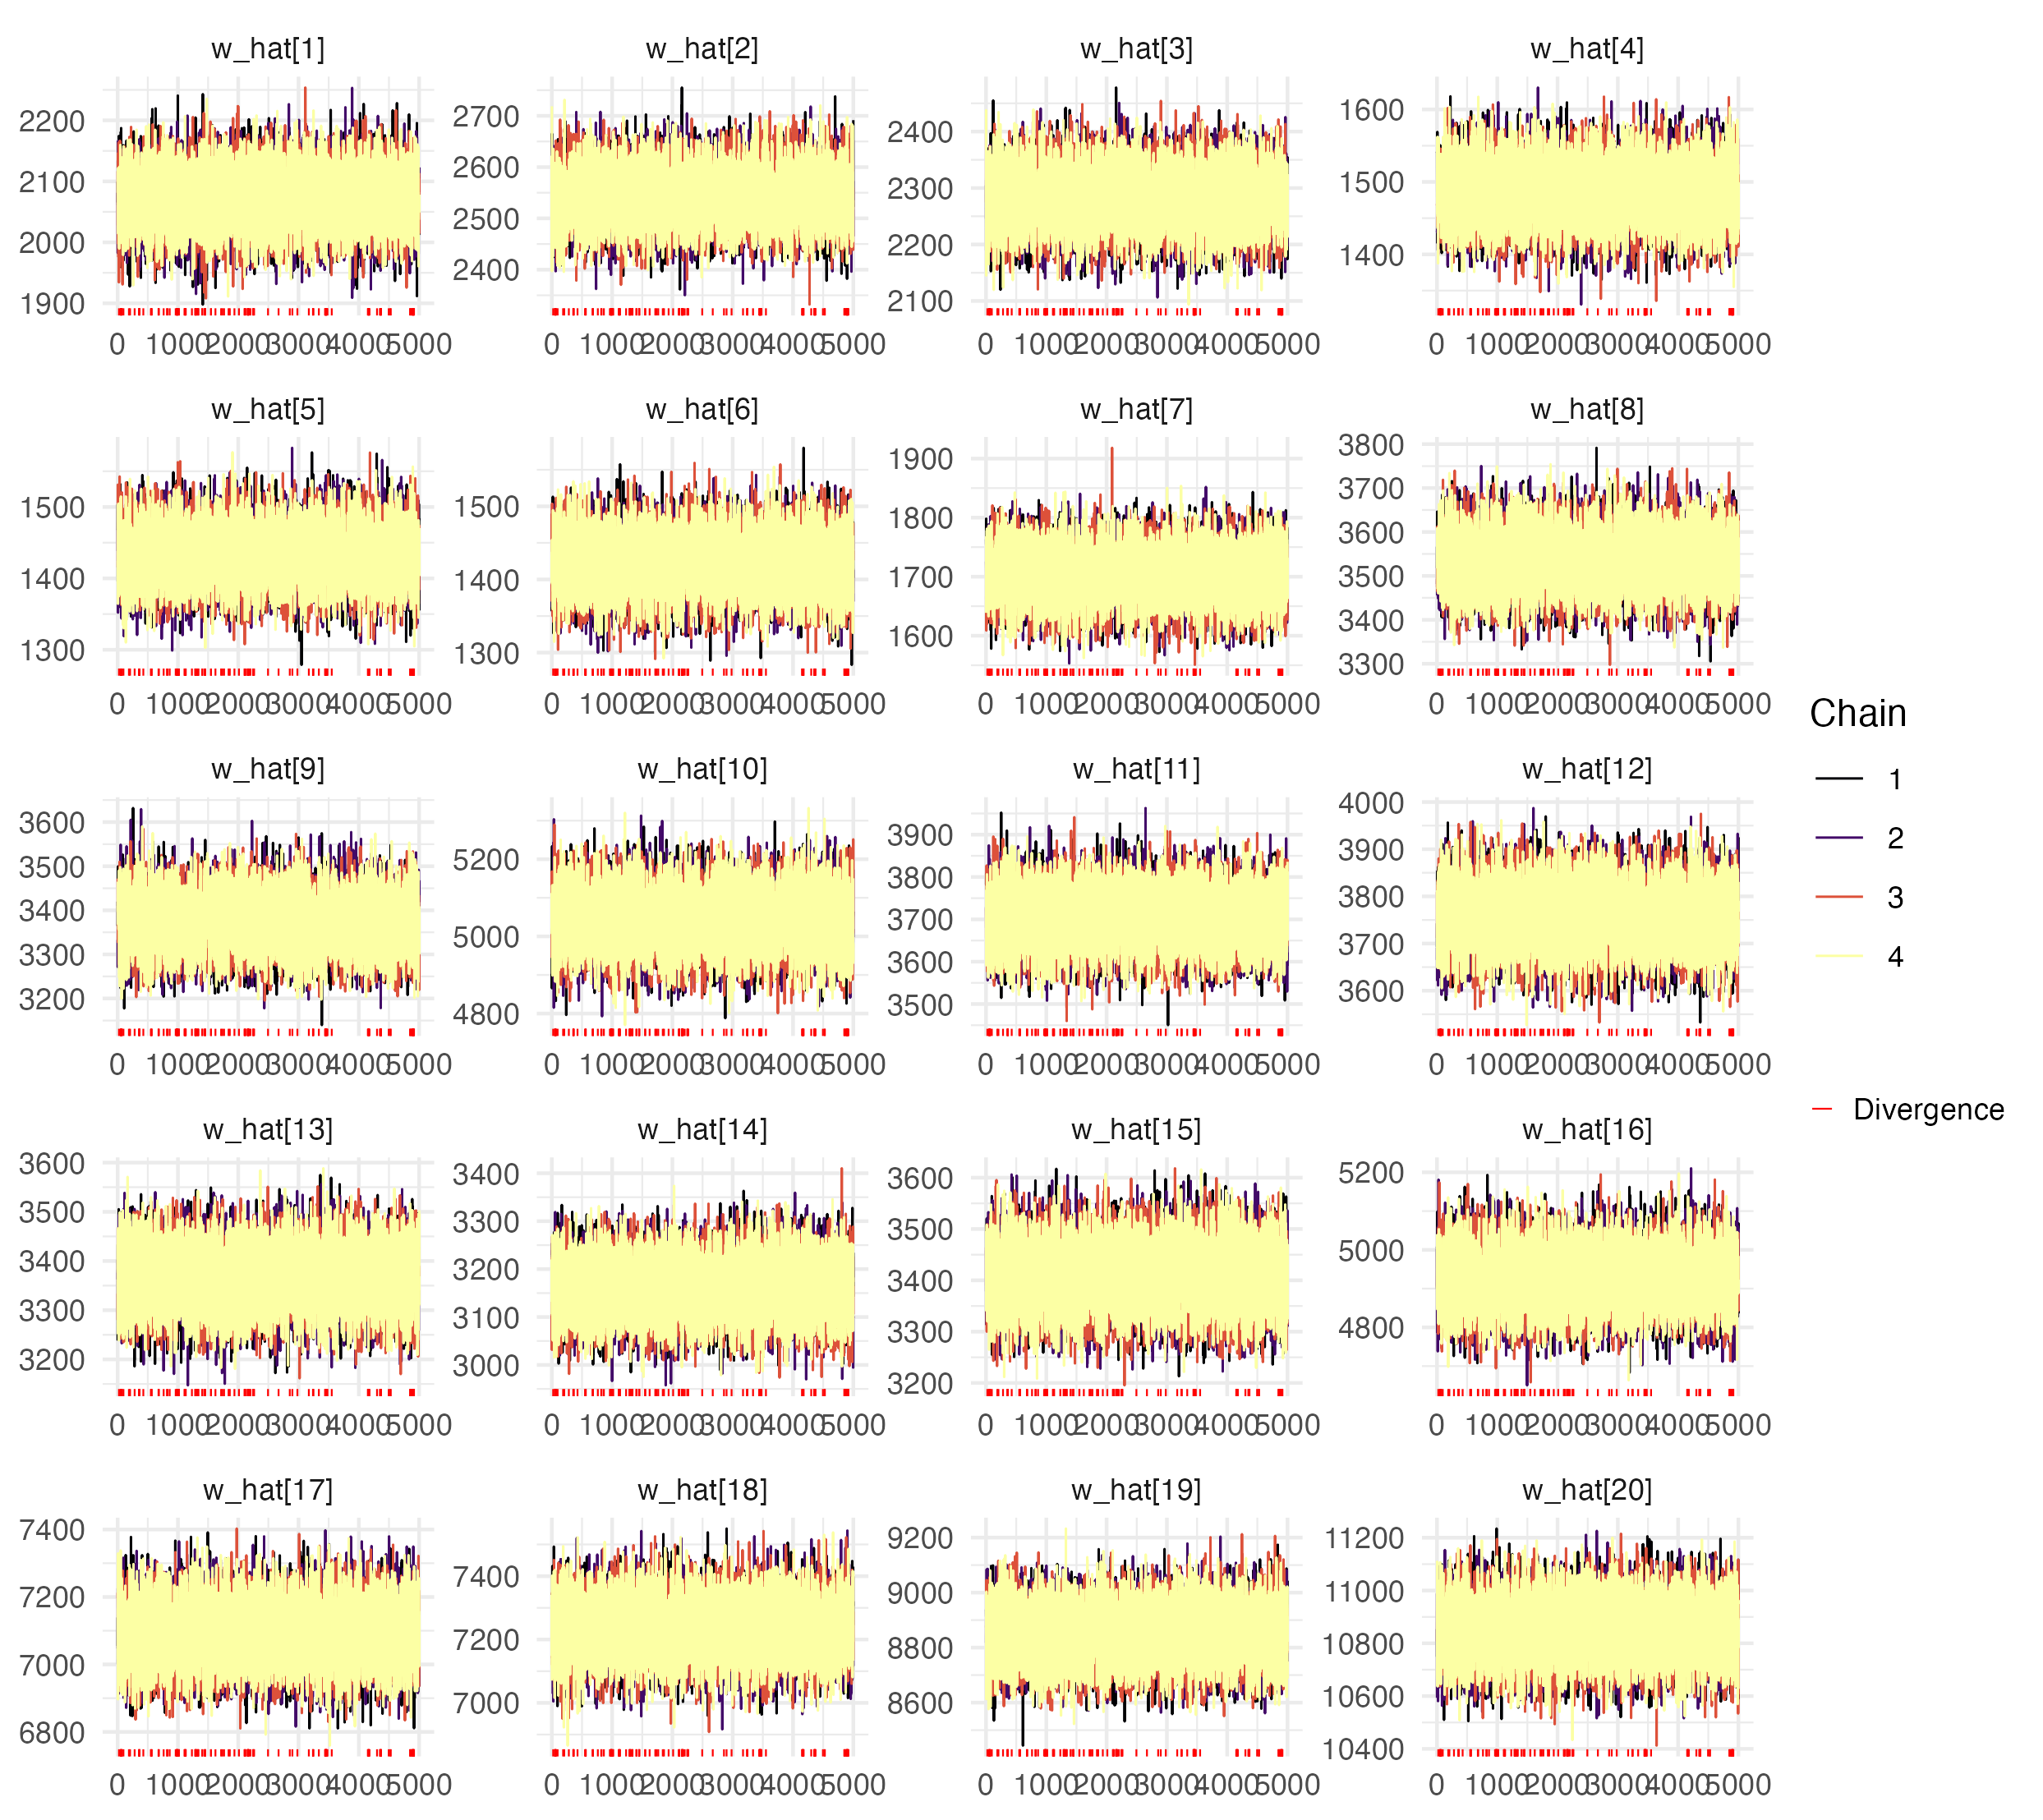 w_hat[1] w_hat[2] w_hat[3] w_hat[4]
2200 2100 2000 1900
2700 2600 2500 2400
2400 2300 2200 2100
1600 1500 1400
0 1000 2000 3000 4000 5000 0 1000 2000 3000 4000 5000 0 1000 2000 3000 4000 5000 0 1000 2000 3000 4000 5000
w_hat[5] w_hat[6] w_hat[7] w_hat[8]
1500 1400 1300
1500 1400 1300
1900 1800 1700 1600
3800 3700 3600 3500 3400 3300
0 1000 2000 3000 4000 5000 0 1000 2000 3000 4000 5000 0 1000 2000 3000 4000 5000 0 1000 2000 3000 4000 5000
w_hat[9] w_hat[10] w_hat[11] w_hat[12]
3600 3500 3400 3300 3200
5200 5000 4800
3900 3800 3700 3600 3500
4000 3900 3800 3700 3600
0 1000 2000 3000 4000 5000 0 1000 2000 3000 4000 5000 0 1000 2000 3000 4000 5000 0 1000 2000 3000 4000 5000
w_hat[13] w_hat[14] w_hat[15] w_hat[16]
3600 3500 3400 3300 3200
3400 3300 3200 3100 3000
3600 3500 3400 3300 3200
5200 5000 4800
0 1000 2000 3000 4000 5000 0 1000 2000 3000 4000 5000 0 1000 2000 3000 4000 5000 0 1000 2000 3000 4000 5000
w_hat[17] w_hat[18] w_hat[19] w_hat[20]
7400 7200 7000 6800
7400 7200 7000
9200 9000 8800 8600
11200 11000 10800 10600 10400
0 1000 2000 3000 4000 5000 0 1000 2000 3000 4000 5000 0 1000 2000 3000 4000 5000 0 1000 2000 3000 4000 5000
Chain
1
2
3
4
Divergence